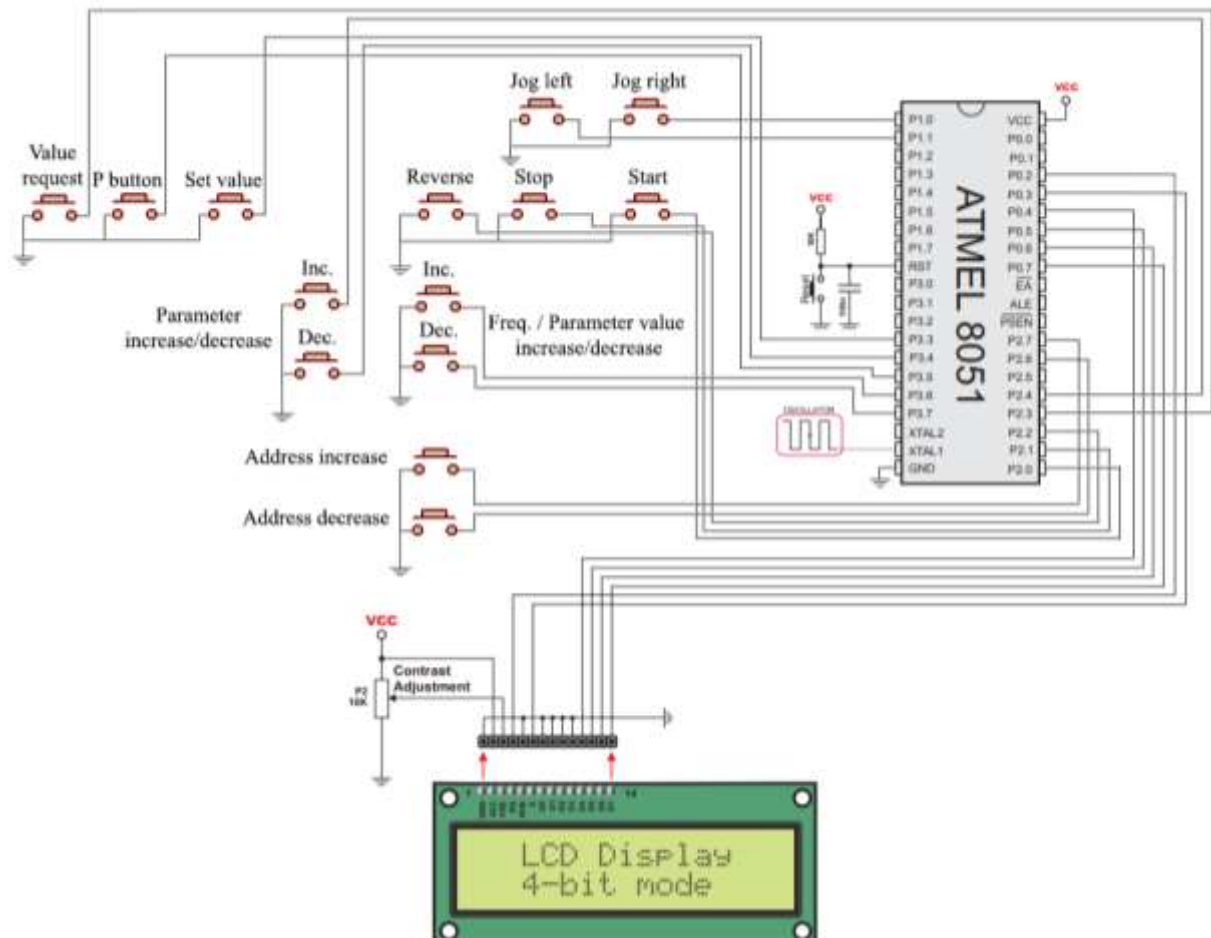 Jog left
Jog right
VCC
Value
request
P button
Set value
Reverse
Stop
Start
VCC
Reset
Inc.
Inc.
Parameter
increase/decrease
Dec.
Dec.
Freq. / Parameter value
increase/decrease
OSCILLATOR
Address increase
Address decrease
ATMEL 8051
P1.0
P1.1
P1.2
P1.3
P1.4
P1.5
P1.6
P1.7
RST
P3.0
P3.1
P3.2
P3.3
P3.4
P3.5
P3.6
P3.7
XTAL2
XTAL1
GND
VCC
P0.0
P0.1
P0.2
P0.3
P0.4
P0.5
P0.6
P0.7
EA
ALE
PSEN
P2.7
P2.6
P2.5
P2.4
P2.3
P2.2
P2.1
P2.0
VCC
Contrast
Adjustment
P2
10K
1
14
LCD Display
4-bit mode